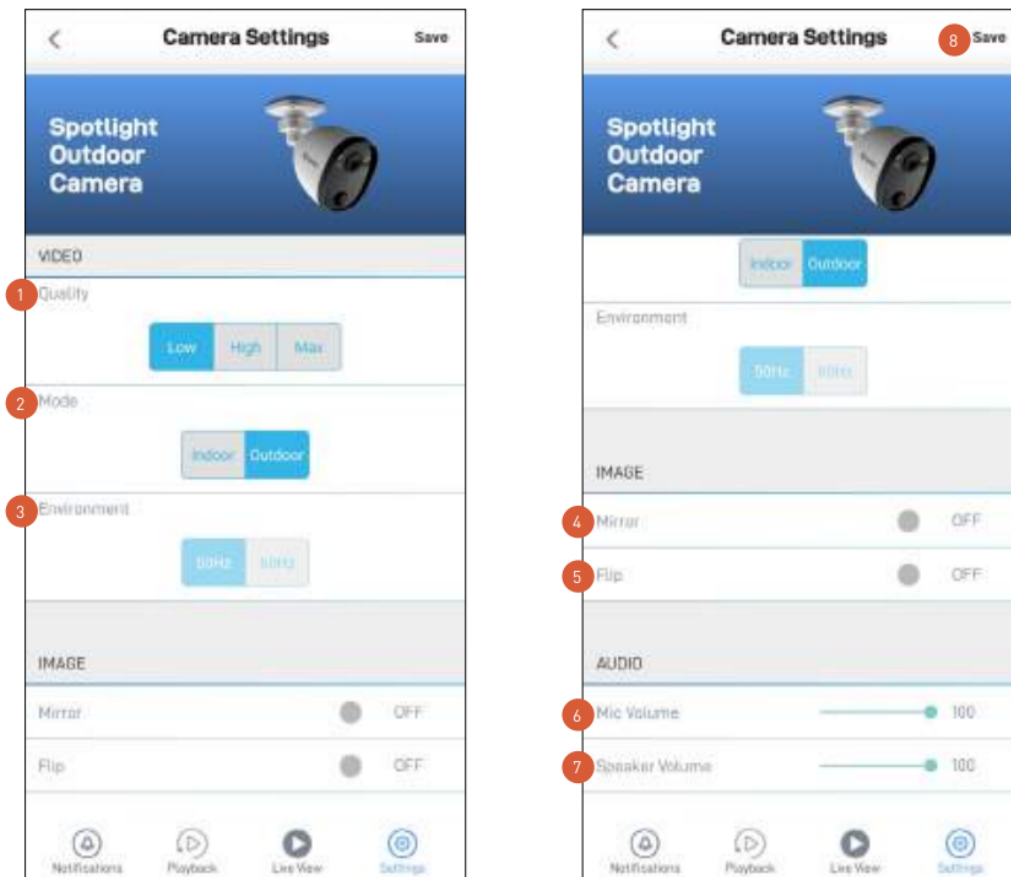 Camera Settings Save
Spotlight
Outdoor
Camera
VIDEO
1 Quality
Low High Max
2 Mode
Indoor Outdoor
3 Environment
50Hz 60Hz
IMAGE
Mirror OFF
Flip OFF
Notifications Playback Live View Settings
Camera Settings 8 Save
Spotlight
Outdoor
Camera
Indoor Outdoor
Environment
50Hz 60Hz
IMAGE
4 Mirror OFF
5 Flip OFF
AUDIO
6 Mic Volume 100
7 Speaker Volume 100
Notifications Playback Live View Settings